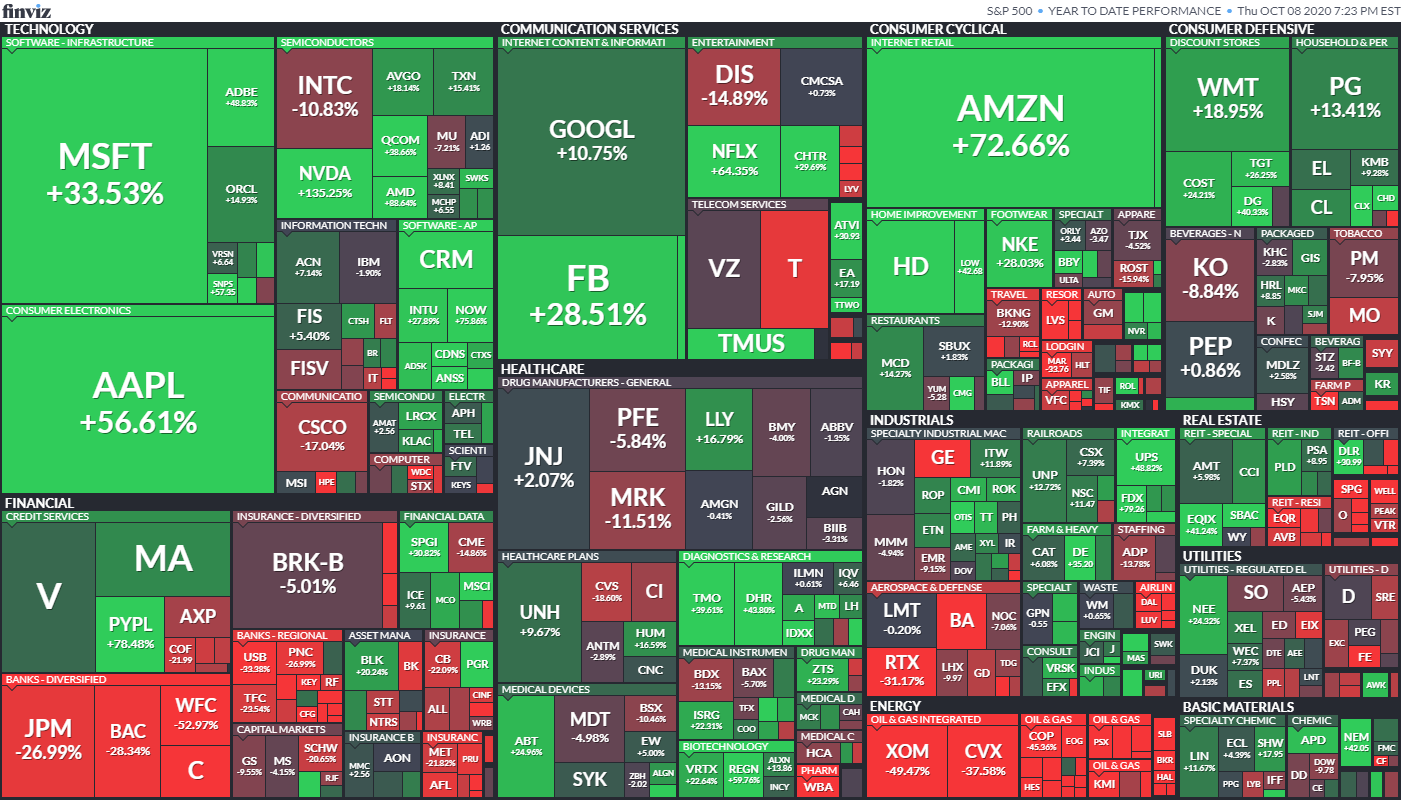 finviz
S&P 500 • YEAR TO DATE PERFORMANCE • Thu OCT 08 2020 7:23 PM EST
TECHNOLOGY
SOFTWARE - INFRASTRUCTURE
MSFT
+33.53%
ADBE
+48.83%
ORCL
+14.93%
VRSN
+6.64
SNPS
+57.35
SEMICONDUCTORS
INTC
-10.83%
AVGO
+18.14%
TXN
+15.41%
NVDA
+135.25%
QCOM
+38.66%
MU
-7.21%
ADI
+1.26
AMD
+88.64%
XLNX
+8.41
SWKS
MCHP
+6.55
CONSUMER ELECTRONICS
AAPL
+56.61%
INFORMATION TECHN
ACN
+7.14%
IBM
-1.90%
FIS
+5.40%
CTSH
FLT
FISV
BR
IT
SOFTWARE - AP
CRM
INTU
+27.89%
NOW
+75.86%
ADSK
CDNS
CTXS
ANSS
COMMUNICATIO
CSCO
-17.04%
MSI
HPE
SEMICONDU
AMAT
+2.56
LRCX
KLAC
ELECTR
APH
TEL
COMPUTER
WDC
STX
SCIENTI
FTV
KEYS
COMMUNICATION SERVICES
INTERNET CONTENT & INFORMATI
GOOGL
+10.75%
FB
+28.51%
ENTERTAINMENT
DIS
-14.89%
CMCSA
+0.73%
NFLX
+64.35%
CHTR
+29.69%
LYV
TELECOM SERVICES
VZ
T
TMUS
ATVI
+30.93
EA
+17.19
TTWO
CONSUMER CYCLICAL
INTERNET RETAIL
AMZN
+72.66%
HOME IMPROVEMENT
HD
LOW
+42.68
FOOTWEAR
NKE
+28.03%
SPECIALT
ORLY
+3.44
AZO
-3.47
BBY
ULTA
APPARE
TJX
-4.52%
ROST
-15.94%
RESTAURANTS
MCD
+14.27%
SBUX
+1.83%
YUM
-5.28
CMG
TRAVEL
BKNG
-12.90%
RCL
RESOR
LVS
AUTO
GM
NVR
PACKAGI
BLL
IP
LODGIN
MAR
-33.76
HLT
APPAREL
VFC
TIF
ROL
KMX
CONSUMER DEFENSIVE
DISCOUNT STORES
WMT
+18.95%
COST
+24.21%
TGT
+26.25%
DG
+40.33%
HOUSEHOLD & PER
PG
+13.41%
EL
KMB
+9.28%
CL
CLX
CHD
BEVERAGES - N
KO
-8.84%
PEP
+0.86%
PACKAGED
KHC
-2.83%
GIS
HRL
+8.85
MKC
K
SJM
TOBACCO
PM
-7.95%
MO
CONFEC
MDLZ
+2.58%
HSY
BEVERAG
STZ
-2.42
BF-B
SYY
FARM P
TSN
ADM
KR
HEALTHCARE
DRUG MANUFACTURERS - GENERAL
JNJ
+2.07%
PFE
-5.84%
LLY
+16.79%
BMY
-4.00%
ABBV
-1.35%
MRK
-11.51%
AMGN
-0.41%
GILD
-2.56%
AGN
BIIB
-3.31%
HEALTHCARE PLANS
UNH
+9.67%
CVS
-18.60%
CI
ANTM
-2.89%
HUM
+16.59%
CNC
DIAGNOSTICS & RESEARCH
TMO
+39.61%
DHR
+43.80%
ILMN
+0.61%
IQV
+6.46
A
MTD
LH
IDXX
MEDICAL DEVICES
ABT
+24.96%
MDT
-4.98%
BSX
-10.46%
EW
+5.00%
SYK
ZBH
-2.02
ALGN
MEDICAL INSTRUMEN
BDX
-13.15%
BAX
-5.70%
ISRG
+22.31%
TFX
COO
DRUG MAN
ZTS
+23.29%
MEDICAL D
MCK
CAH
BIOTECHNOLOGY
VRTX
+22.64%
REGN
+59.76%
ALXN
+13.86
INCY
MEDICAL C
HCA
PHARM
WBA
FINANCIAL
CREDIT SERVICES
V
MA
PYPL
+78.48%
AXP
COF
-21.99
INSURANCE - DIVERSIFIED
BRK-B
-5.01%
FINANCIAL DATA
SPGI
+30.82%
CME
-14.86%
ICE
+9.61
MCO
MSCI
BANKS - DIVERSIFIED
JPM
-26.99%
BAC
-28.34%
WFC
-52.97%
C
BANKS - REGIONAL
USB
-33.38%
PNC
-26.99%
TFC
-23.54%
KEY
RF
CFG
ASSET MANA
BLK
+20.24%
BK
STT
NTRS
INSURANCE
CB
-22.09%
PGR
ALL
CINF
WRB
CAPITAL MARKETS
GS
-9.55%
MS
-4.15%
SCHW
-20.65%
RJF
INSURANCE B
MMC
+2.56
AON
INSURANC
MET
-21.82%
PRU
AFL
INDUSTRIALS
SPECIALTY INDUSTRIAL MAC
HON
-1.82%
GE
ITW
+11.89%
ROP
CMI
ROK
MMM
-4.94%
ETN
OTIS
TT
PH
EMR
-9.15%
AME
XYL
IR
DOV
RAILROADS
UNP
+12.72%
CSX
+7.39%
NSC
+11.47
INTEGRAT
UPS
+48.82%
FDX
+79.26
FARM & HEAVY
CAT
+6.08%
DE
+35.20
STAFFING
ADP
-13.78%
AEROSPACE & DEFENSE
LMT
-0.20%
BA
NOC
-7.06%
RTX
-31.17%
LHX
-9.97
GD
TDG
SPECIALT
GPN
-0.55
WASTE
WM
+0.65%
AIRLIN
DAL
LUV
CONSULT
VRSK
EFX
ENGIN
JCI
J
MAS
SWK
INDUS
URI
ENERGY
OIL & GAS INTEGRATED
XOM
-49.47%
CVX
-37.58%
OIL & GAS
COP
-45.36%
EOG
HES
OIL & GAS
PSX
SLB
BKR
HAL
OIL & GAS
KMI
REAL ESTATE
REIT - SPECIAL
AMT
+5.98%
CCI
EQIX
+41.24%
SBAC
WY
REIT - IND
PLD
PSA
+8.95
REIT - OFFI
DLR
+30.99
REIT - RESI
EQR
AVB
SPG
O
WELL
PEAK
VTR
UTILITIES
UTILITIES - REGULATED EL
NEE
+24.32%
SO
AEP
-5.43%
XEL
ED
EIX
WEC
+7.37%
DTE
AEE
DUK
+2.13%
ES
PPL
LNT
UTILITIES - D
D
SRE
EXC
PEG
FE
AWK
BASIC MATERIALS
SPECIALTY CHEMIC
LIN
+11.67%
ECL
+4.39%
SHW
+17.95
PPG
LYB
IFF
CHEMIC
APD
DD
DOW
-9.78
CE
NEM
+42.05
FMC
CF